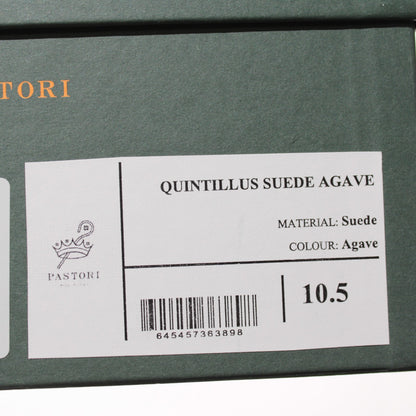 TORI
QUINTILLUS SUEDE AGAVE
MATERIAL: Suede
COLOUR: Agave
PASTORI
10.5
645457363898